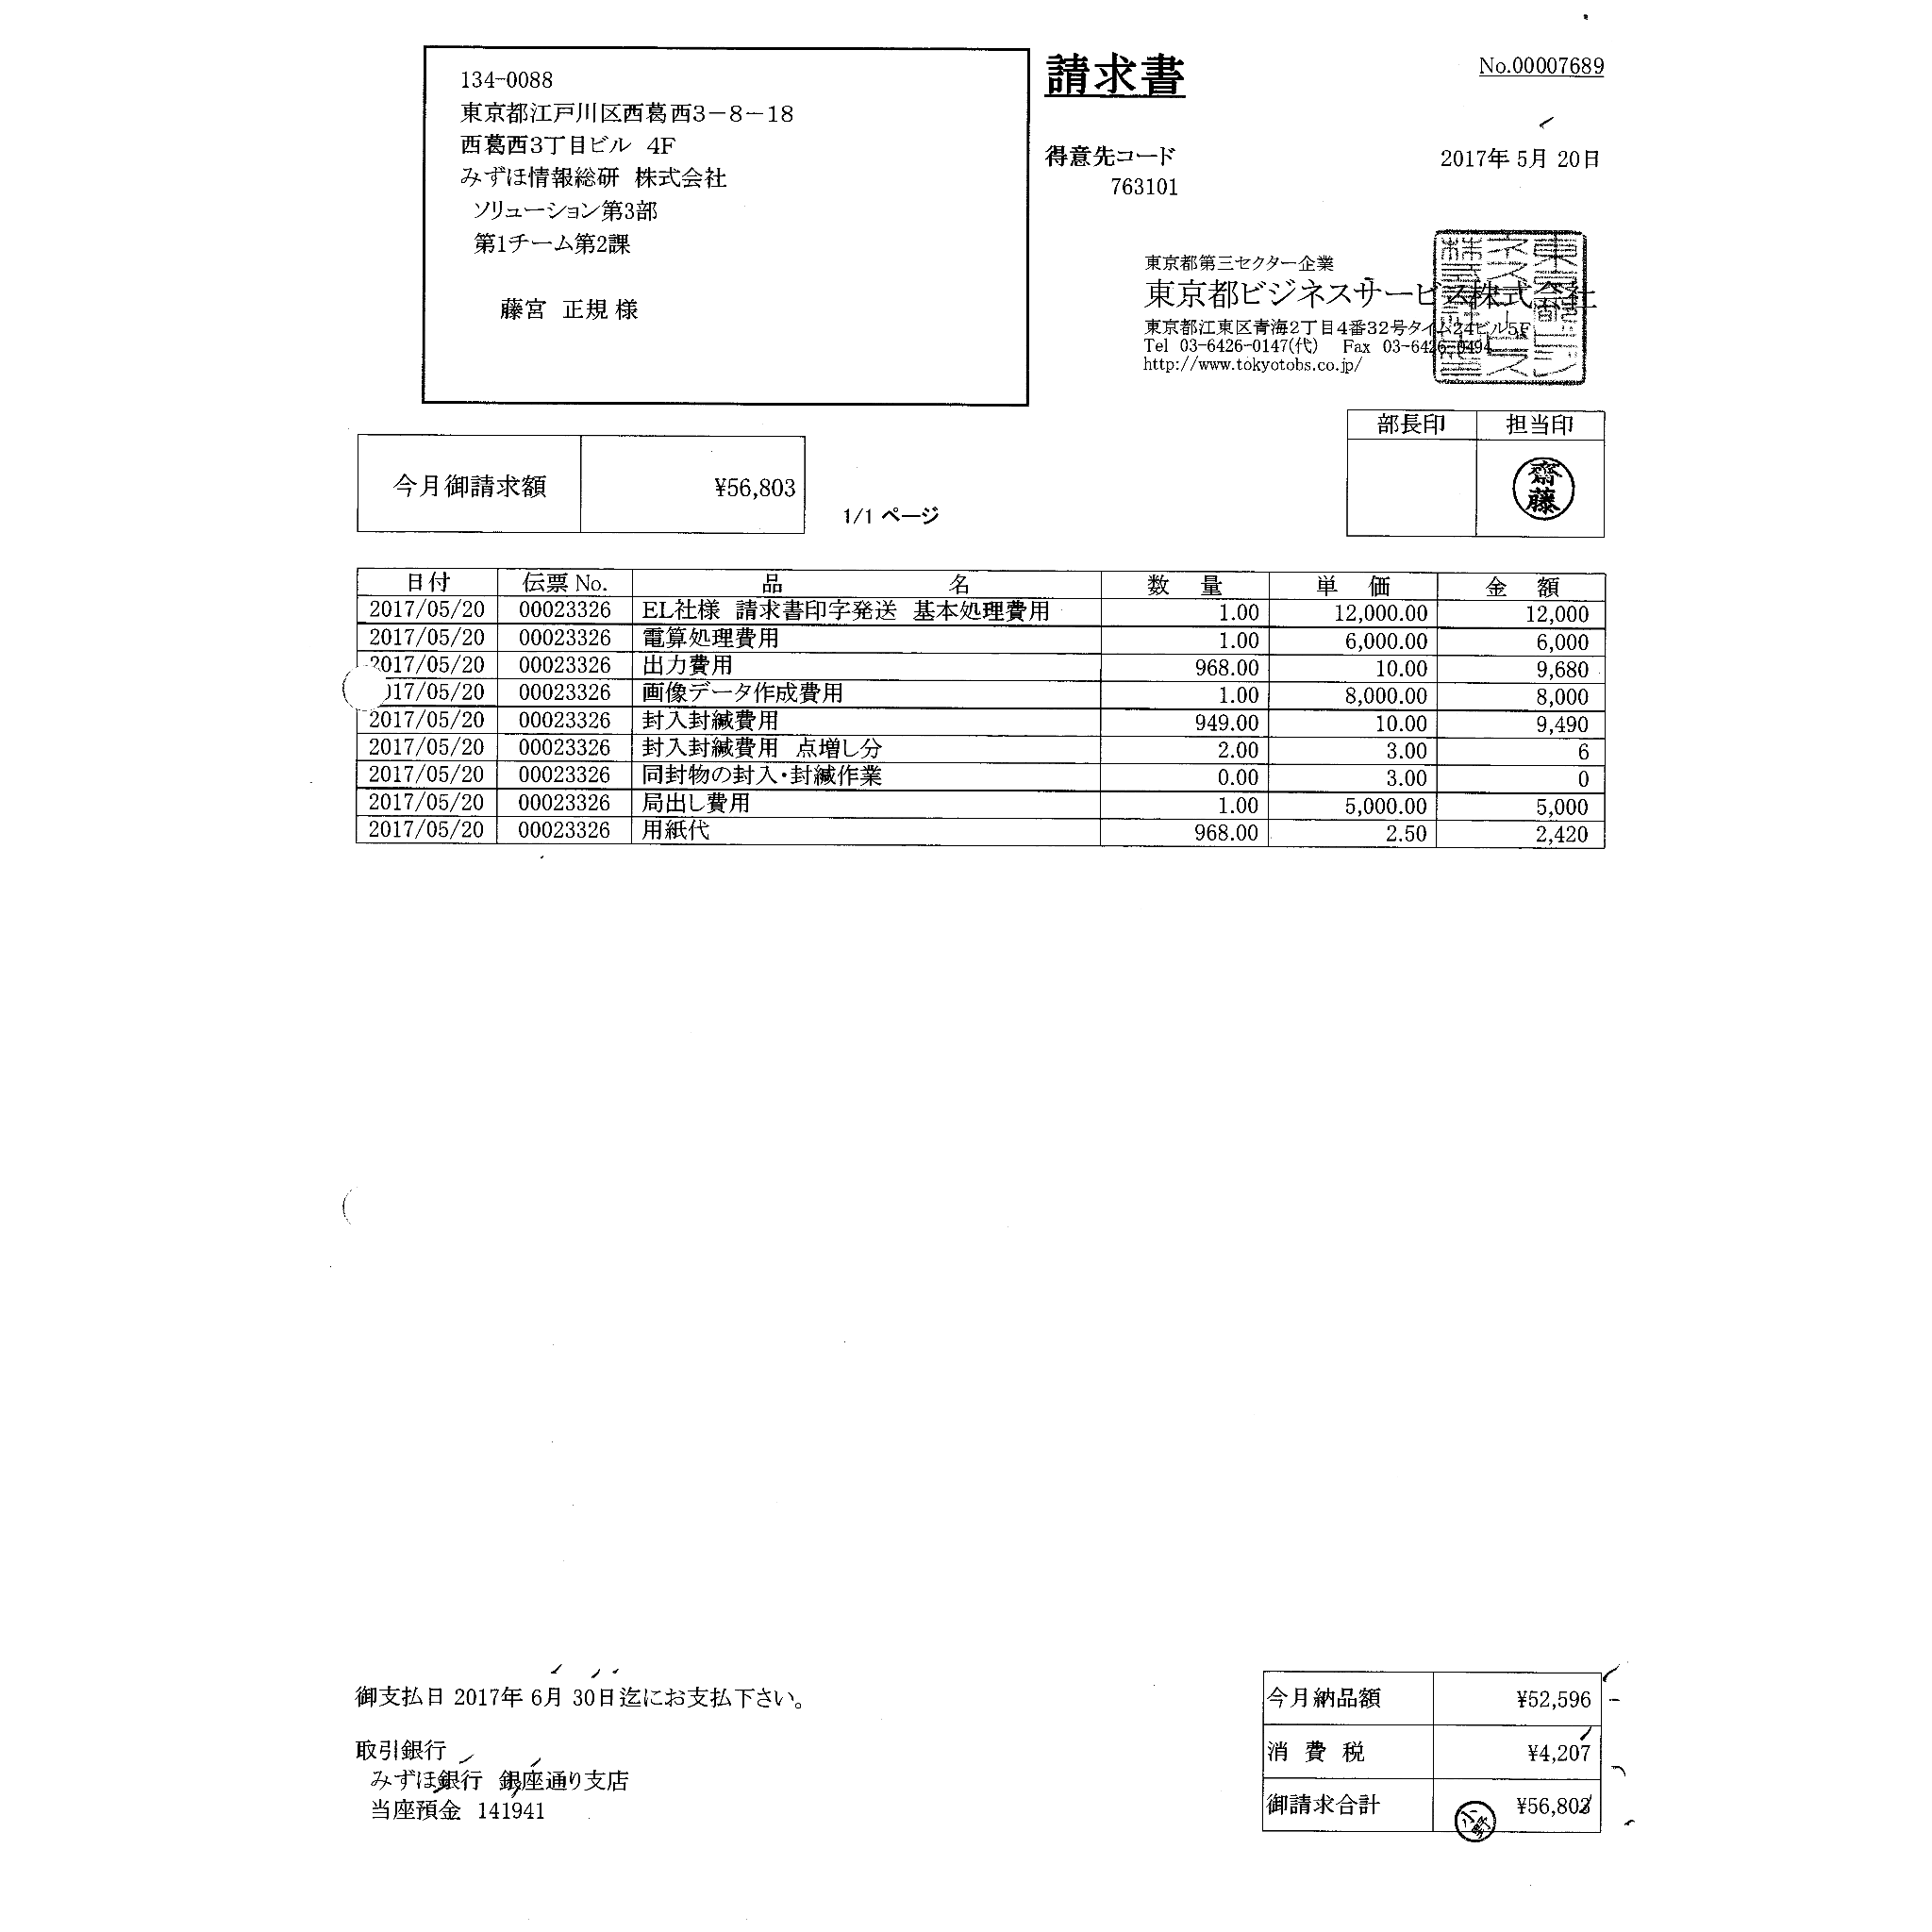 134-0088
東京都江戸川区西葛西3－8－18
西葛西3丁目ビル 4F
みずほ情報総研 株式会社
ソリューション第3部
第1チーム第2課
藤宮 正規 様
請求書
No.00007689
得意先コード
763101
2017年 5月 20日
東京都第三セクター企業
東京都ビジネスサービス株式会社
東京都江東区青海2丁目4番32号タイム24ビル5F
Tel 03-6426-0147(代) Fax 03-6426-0494
http://www.tokyotobs.co.jp/
部長印 担当印
齋藤
今月御請求額 ¥56,803
1/1 ページ
日付 伝票 No. 品 名 数 量 単 価 金 額
2017/05/20 00023326 EL社様 請求書印字発送 基本処理費用 1.00 12,000.00 12,000
2017/05/20 00023326 電算処理費用 1.00 6,000.00 6,000
2017/05/20 00023326 出力費用 968.00 10.00 9,680
017/05/20 00023326 画像データ作成費用 1.00 8,000.00 8,000
2017/05/20 00023326 封入封緘費用 949.00 10.00 9,490
2017/05/20 00023326 封入封緘費用 点増し分 2.00 3.00 6
2017/05/20 00023326 同封物の封入・封緘作業 0.00 3.00 0
2017/05/20 00023326 局出し費用 1.00 5,000.00 5,000
2017/05/20 00023326 用紙代 968.00 2.50 2,420
御支払日 2017年 6月 30日迄にお支払下さい。
取引銀行
みずほ銀行 銀座通り支店
当座預金 141941
今月納品額 ¥52,596
消 費 税 ¥4,207
御請求合計 ¥56,803
小野